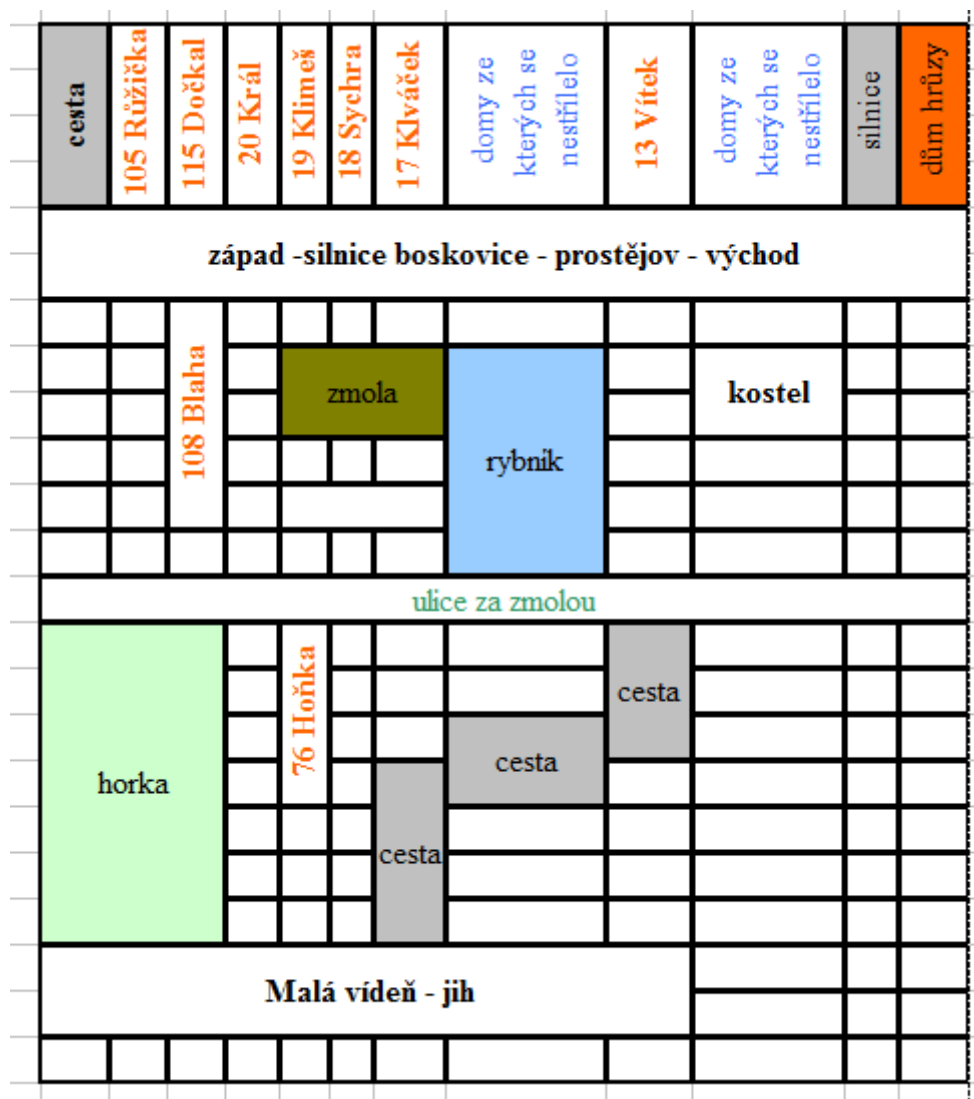 cesta
105 Růžička
115 Dočkal
20 Král
19 Klimeš
18 Sychra
17 Klváček
domy ze
kterých se
nestřílelo
13 Vítek
domy ze
kterých se
nestřílelo
silnice
dům hrůzy
západ -silnice boskovice - prostějov - východ
108 Blaha
zmola
rybník
kostel
ulice za zmolou
horka
76 Hoňka
cesta
cesta
cesta
Malá vídeň - jih